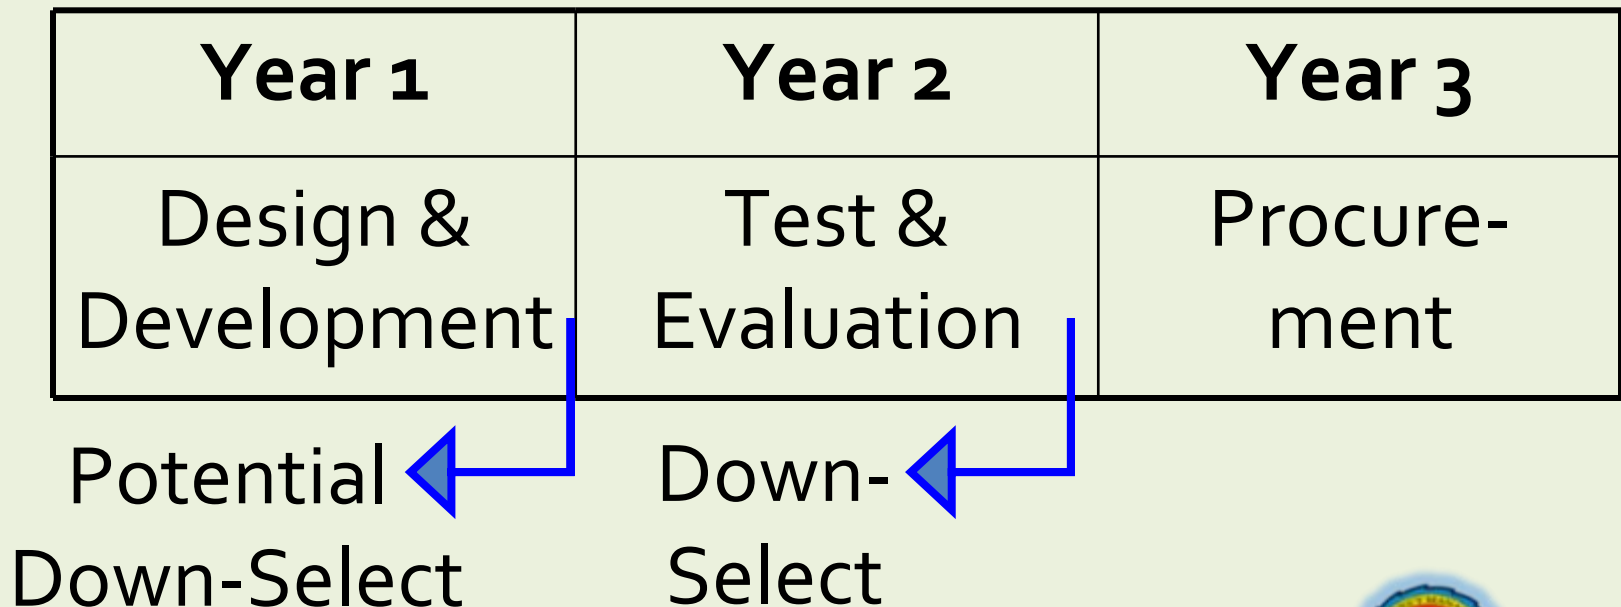 Year 1 Year 2 Year 3
Design & Test & Procure-
Development Evaluation ment
Potential Down-
Down-Select Select